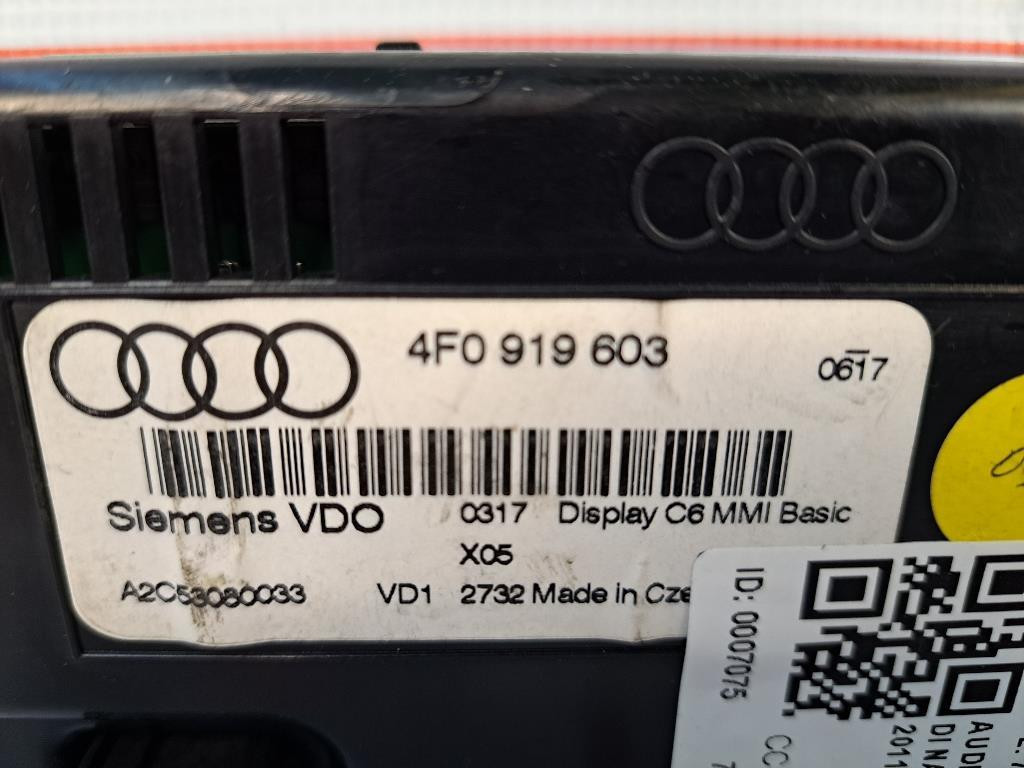 4F0 919 603
0617
Siemens VDO 0317 Display C6 MMI Basic
X05
A2C53080033 VD1 2732 Made in Cze
ID: 0007075